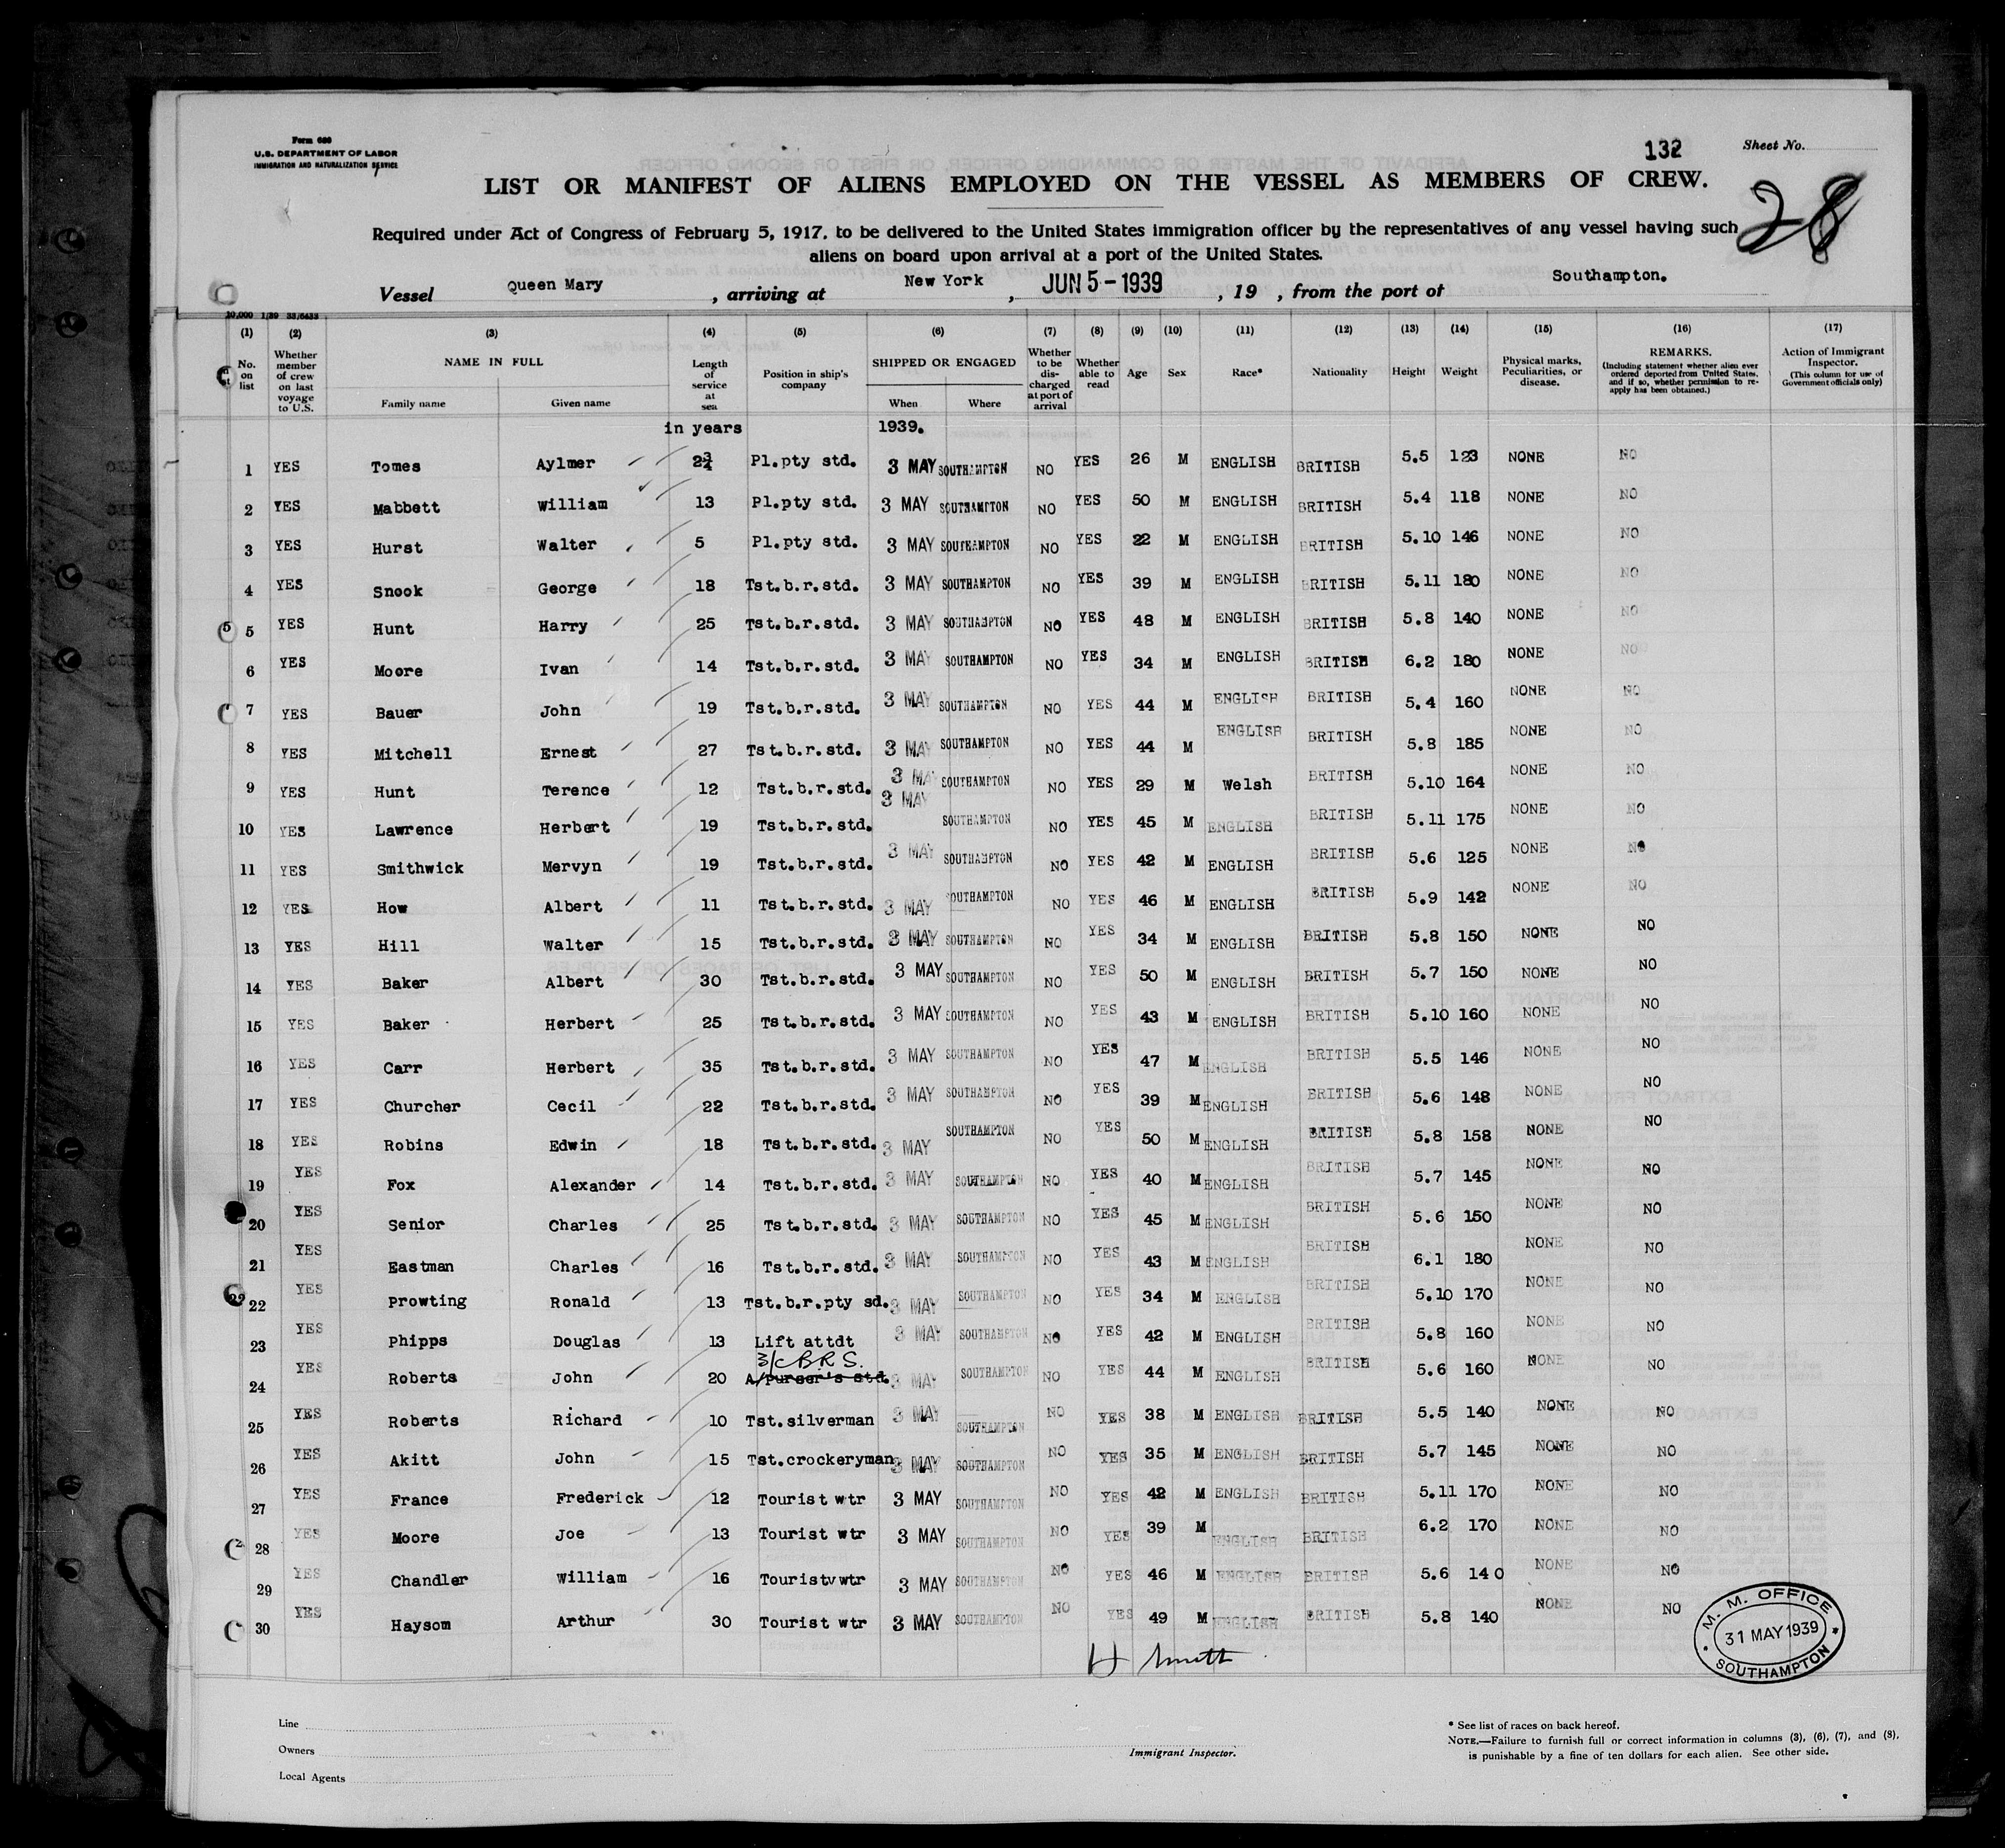 Form 680
U.S. DEPARTMENT OF LABOR
IMMIGRATION AND NATURALIZATION SERVICE
132
Sheet No.
28
LIST OR MANIFEST OF ALIENS EMPLOYED ON THE VESSEL AS MEMBERS OF CREW.
Required under Act of Congress of February 5, 1917, to be delivered to the United States immigration officer by the representatives of any vessel having such
aliens on board upon arrival at a port of the United States.
Vessel Queen Mary, arriving at New York, JUN 5 - 1939, 19 , from the port of Southampton.
(1) (2) (3) (4) (5) (6) (7) (8) (9) (10) (11) (12) (13) (14) (15) (16) (17)
No. on list
Whether member of crew on last voyage to U.S.
NAME IN FULL
Family name Given name
Length of service at sea
Position in ship's company
SHIPPED OR ENGAGED
When Where
Whether to be discharged at port of arrival
Whether able to read
Age Sex Race* Nationality Height Weight
Physical marks, Peculiarities, or disease.
REMARKS.
(Including statement whether alien ever ordered deported from United States, and if so, whether permission to re-apply has been obtained.)
Action of Immigrant Inspector.
(This column for use of Government officials only)
in years 1939.
1 YES Tomes Aylmer 2¾ Pl.pty std. 3 MAY SOUTHAMPTON NO YES 26 M ENGLISH BRITISH 5.5 123 NONE NO
2 YES Mabbett William 13 Pl.pty std. 3 MAY SOUTHAMPTON NO YES 50 M ENGLISH BRITISH 5.4 118 NONE NO
3 YES Hurst Walter 5 Pl.pty std. 3 MAY SOUTHAMPTON NO YES 22 M ENGLISH BRITISH 5.10 146 NONE NO
4 YES Snook George 18 Tst.b.r.std. 3 MAY SOUTHAMPTON NO YES 39 M ENGLISH BRITISH 5.11 180 NONE NO
5 YES Hunt Harry 25 Tst.b.r.std. 3 MAY SOUTHAMPTON NO YES 48 M ENGLISH BRITISH 5.8 140 NONE NO
6 YES Moore Ivan 14 Tst.b.r.std. 3 MAY SOUTHAMPTON NO YES 34 M ENGLISH BRITISH 6.2 180 NONE NO
7 YES Bauer John 19 Tst.b.r.std. 3 MAY SOUTHAMPTON NO YES 44 M ENGLISH BRITISH 5.4 160 NONE NO
8 YES Mitchell Ernest 27 Tst.b.r.std. 3 MAY SOUTHAMPTON NO YES 44 M ENGLISH BRITISH 5.8 185 NONE NO
9 YES Hunt Terence 12 Tst.b.r.std. 3 MAY SOUTHAMPTON NO YES 29 M Welsh BRITISH 5.10 164 NONE NO
10 YES Lawrence Herbert 19 Tst.b.r.std. 3 MAY SOUTHAMPTON NO YES 45 M ENGLISH BRITISH 5.11 175 NONE NO
11 YES Smithwick Mervyn 19 Tst.b.r.std. 3 MAY SOUTHAMPTON NO YES 42 M ENGLISH BRITISH 5.6 125 NONE NO
12 YES How Albert 11 Tst.b.r.std. 3 MAY SOUTHAMPTON NO YES 46 M ENGLISH BRITISH 5.9 142 NONE NO
13 YES Hill Walter 15 Tst.b.r.std. 3 MAY SOUTHAMPTON NO YES 34 M ENGLISH BRITISH 5.8 150 NONE NO
14 YES Baker Albert 30 Tst.b.r.std. 3 MAY SOUTHAMPTON NO YES 50 M ENGLISH BRITISH 5.7 150 NONE NO
15 YES Baker Herbert 25 Tst.b.r.std. 3 MAY SOUTHAMPTON NO YES 43 M ENGLISH BRITISH 5.10 160 NONE NO
16 YES Carr Herbert 35 Tst.b.r.std. 3 MAY SOUTHAMPTON NO YES 47 M ENGLISH BRITISH 5.5 146 NONE NO
17 YES Churcher Cecil 22 Tst.b.r.std. 3 MAY SOUTHAMPTON NO YES 39 M ENGLISH BRITISH 5.6 148 NONE NO
18 YES Robins Edwin 18 Tst.b.r.std. 3 MAY SOUTHAMPTON NO YES 50 M ENGLISH BRITISH 5.8 158 NONE NO
19 YES Fox Alexander 14 Tst.b.r.std. 3 MAY SOUTHAMPTON NO YES 40 M ENGLISH BRITISH 5.7 145 NONE NO
20 YES Senior Charles 25 Tst.b.r.std. 3 MAY SOUTHAMPTON NO YES 45 M ENGLISH BRITISH 5.6 150 NONE NO
21 YES Eastman Charles 16 Tst.b.r.std. 3 MAY SOUTHAMPTON NO YES 43 M ENGLISH BRITISH 6.1 180 NONE NO
22 YES Prowting Ronald 13 Tst.b.r.pty sd. 3 MAY SOUTHAMPTON NO YES 34 M ENGLISH BRITISH 5.10 170 NONE NO
23 YES Phipps Douglas 13 Lift attdt 3 MAY SOUTHAMPTON NO YES 42 M ENGLISH BRITISH 5.8 160 NONE NO
3/C B.R.S.
24 YES Roberts John 20 A/purser's std. 3 MAY SOUTHAMPTON NO YES 44 M ENGLISH BRITISH 5.6 160 NONE NO
25 YES Roberts Richard 10 Tst.silverman 3 MAY SOUTHAMPTON NO YES 38 M ENGLISH BRITISH 5.5 140 NONE NO
26 YES Akitt John 15 Tst.crockeryman 3 MAY SOUTHAMPTON NO YES 35 M ENGLISH BRITISH 5.7 145 NONE NO
27 YES France Frederick 12 Tourist wtr 3 MAY SOUTHAMPTON NO YES 42 M ENGLISH BRITISH 5.11 170 NONE NO
28 YES Moore Joe 13 Tourist wtr 3 MAY SOUTHAMPTON NO YES 39 M ENGLISH BRITISH 6.2 170 NONE NO
29 YES Chandler William 16 Touristvwtr 3 MAY SOUTHAMPTON NO YES 46 M ENGLISH BRITISH 5.6 140 NONE NO
30 YES Haysom Arthur 30 Tourist wtr 3 MAY SOUTHAMPTON NO YES 49 M ENGLISH BRITISH 5.8 140 NONE NO
H Smith
M. M. OFFICE
31 MAY 1939
SOUTHAMPTON
Line
Owners
Local Agents
Immigrant Inspector.
* See list of races on back hereof.
NOTE.—Failure to furnish full or correct information in columns (3), (6), (7), and (8),
is punishable by a fine of ten dollars for each alien. See other side.